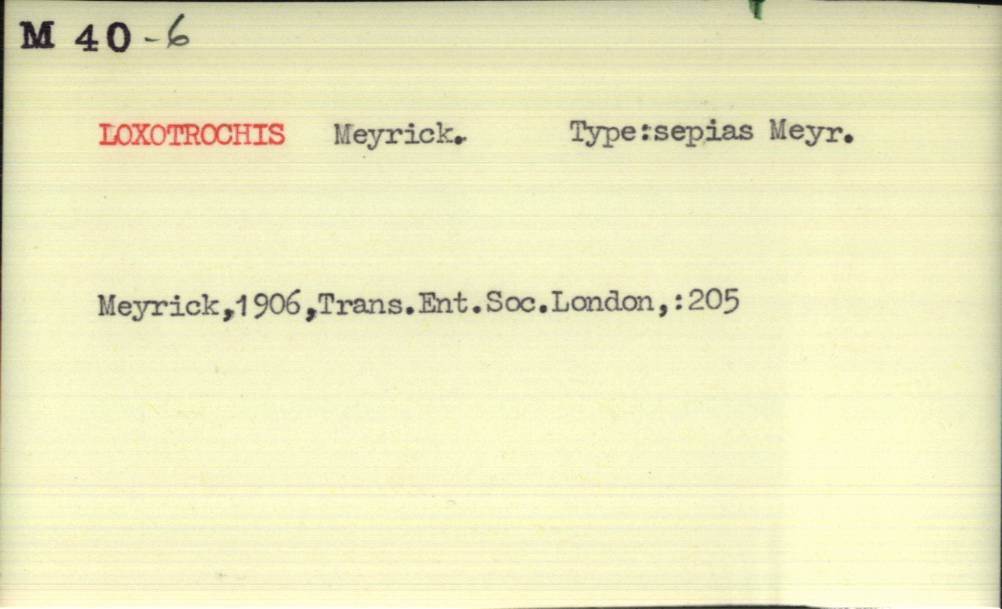 M 40-6
LOXOTROCHIS Meyrick. Type:sepias Meyr.
Meyrick,1906,Trans.Ent.Soc.London,:205